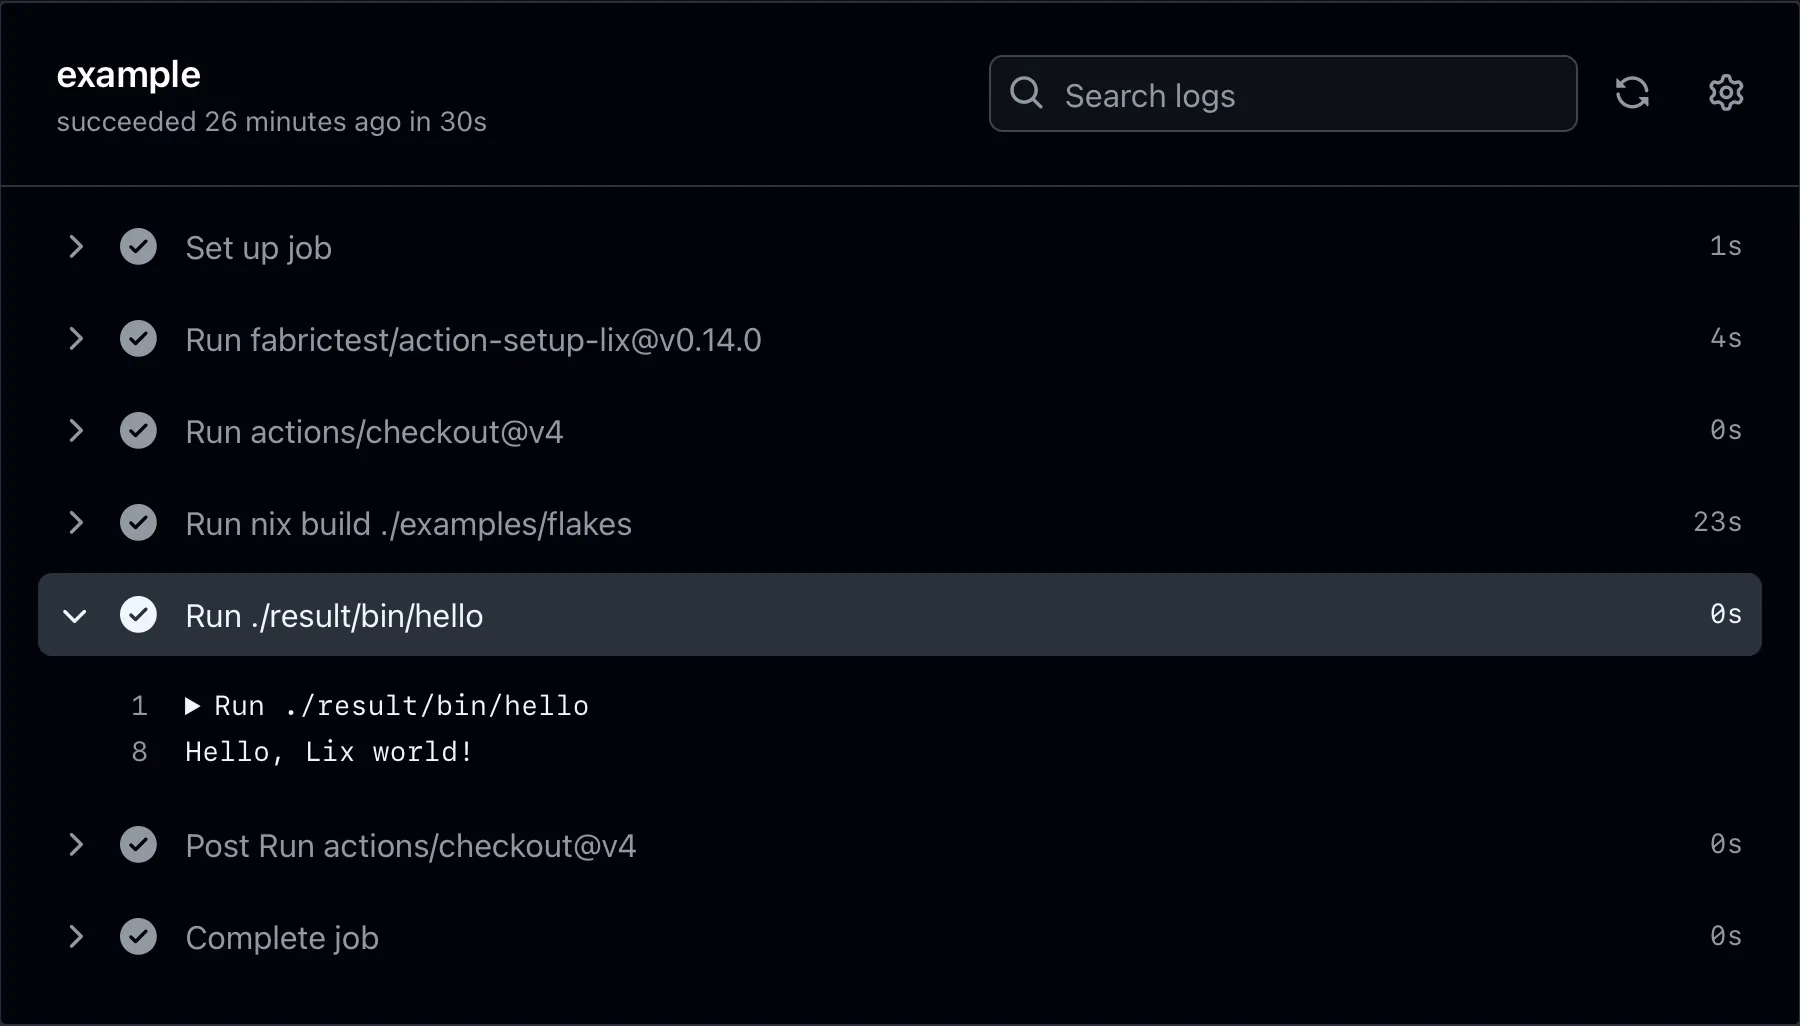 example
succeeded 26 minutes ago in 30s
Search logs
Set up job 1s
Run fabrictest/action-setup-lix@v0.14.0 4s
Run actions/checkout@v4 0s
Run nix build ./examples/flakes 23s
Run ./result/bin/hello 0s
1 ▶ Run ./result/bin/hello
8 Hello, Lix world!
Post Run actions/checkout@v4 0s
Complete job 0s